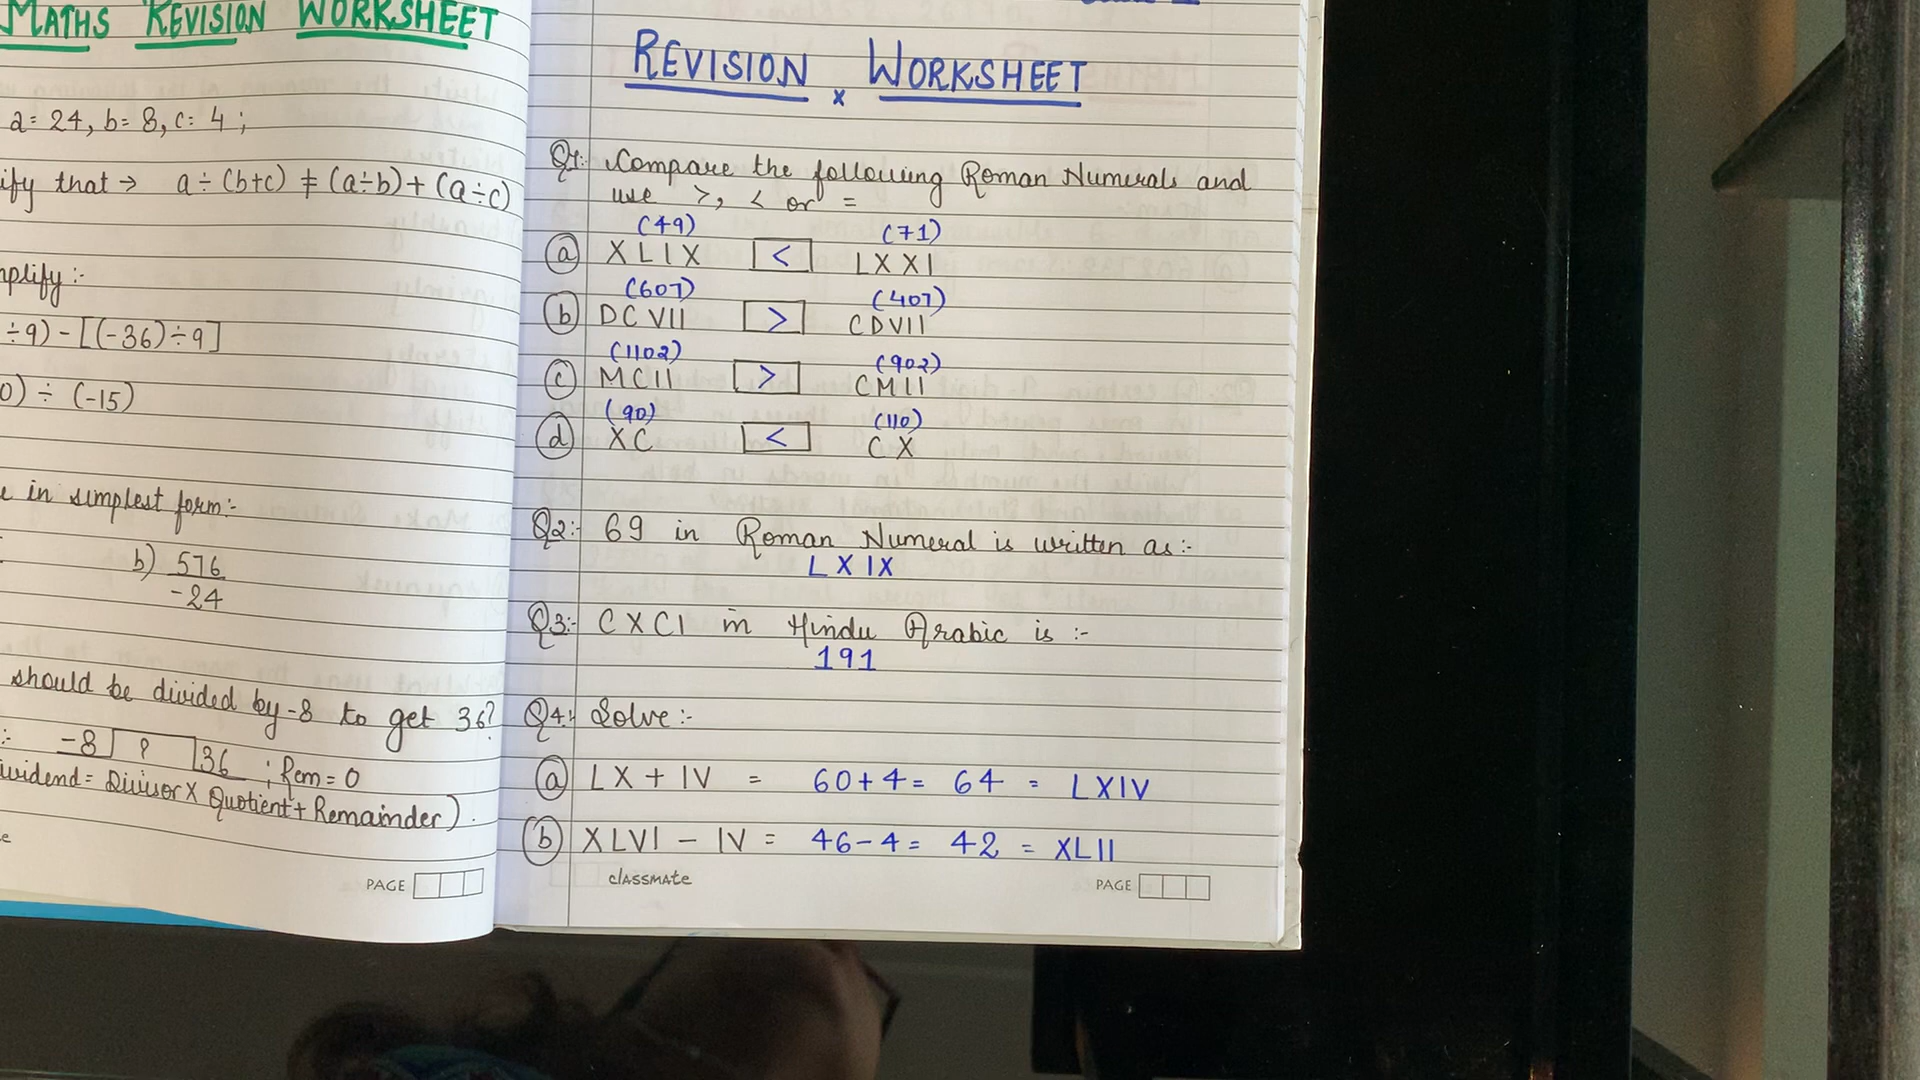 MATHS REVISION WORKSHEET
a= 24, b= 8, c= 4 ;
that → a ÷ (b+c) ≠ (a÷b) + (a÷c)
÷9) - [(-36)÷9]
0) ÷ (-15)
in simplest form:-
b) 576
-24
should be divided by -8 to get 36?
-8 ? 36 ; Rem = 0
Divisor X Quotient + Remainder).
PAGE
REVISION WORKSHEET
x
Q1:- Compare the following Roman Numerals and
use >, < or =
(49) (71)
(a) XLIX < LXXI
(607) (407)
(b) DCVII > CDVII
(1102) (902)
(c) MCII > CMII
(90) (110)
(d) XC < CX
Q2:- 69 in Roman Numeral is written as:-
LXIX
Q3:- CXCI in Hindu Arabic is :-
191
Q4:- Solve:-
(a) LX + IV = 60+4= 64 = LXIV
(b) XLVI - IV = 46-4= 42 = XLII
classmate
PAGE